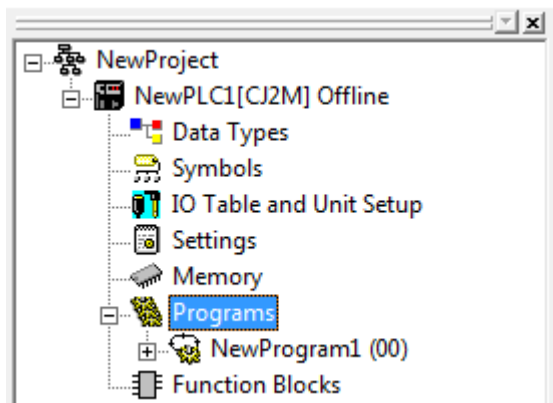 NewProject
NewPLC1[CJ2M] Offline
Data Types
Symbols
IO Table and Unit Setup
Settings
Memory
Programs
NewProgram1 (00)
Function Blocks